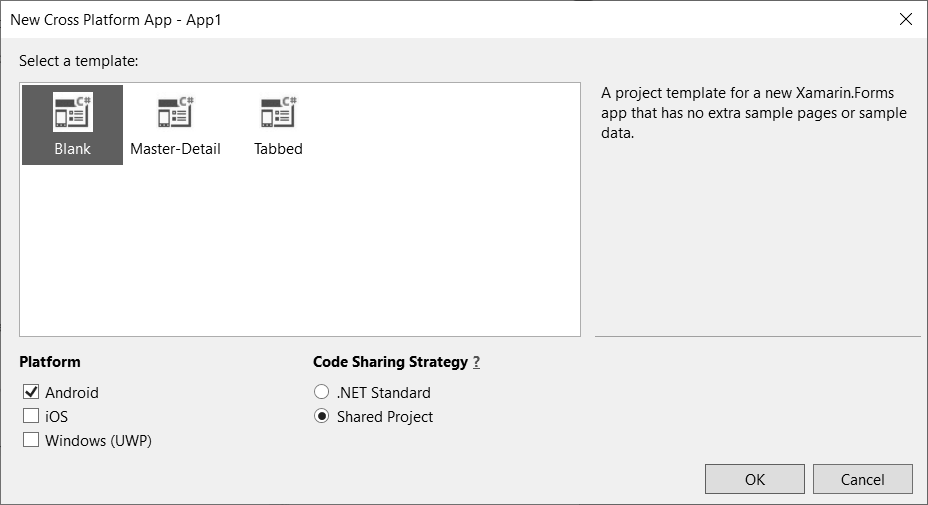 New Cross Platform App - App1
Select a template:
C#
C#
C#
Blank
Master-Detail
Tabbed
A project template for a new Xamarin.Forms
app that has no extra sample pages or sample
data.
Platform
Android
iOS
Windows (UWP)
Code Sharing Strategy ?
.NET Standard
Shared Project
OK
Cancel